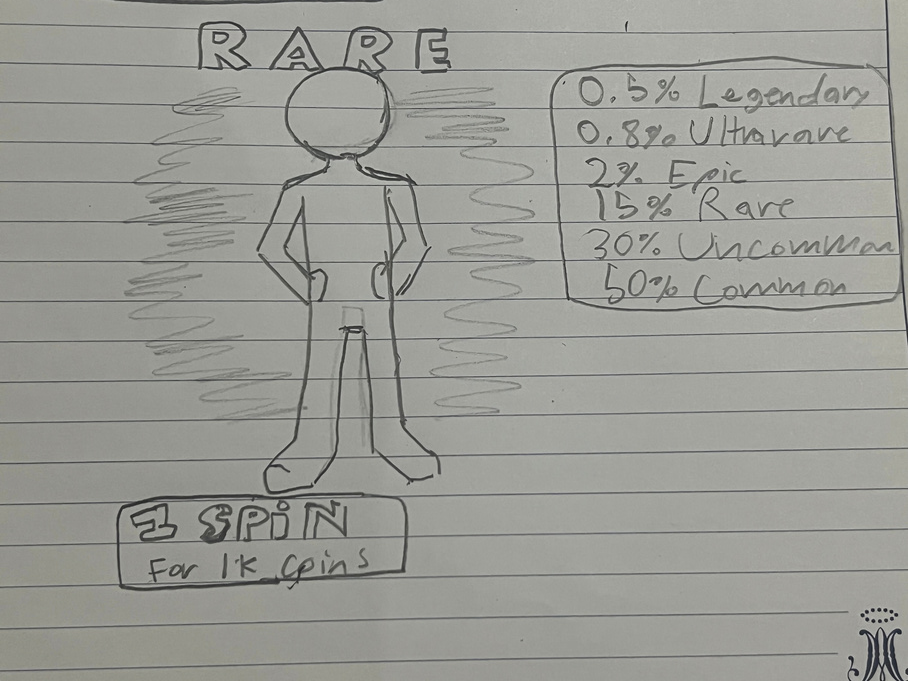 RARE
0.5% Legendary
0.8% Ultrarare
2% Epic
15% Rare
30% Uncommon
50% Common
1 SPiN
For 1K Coins